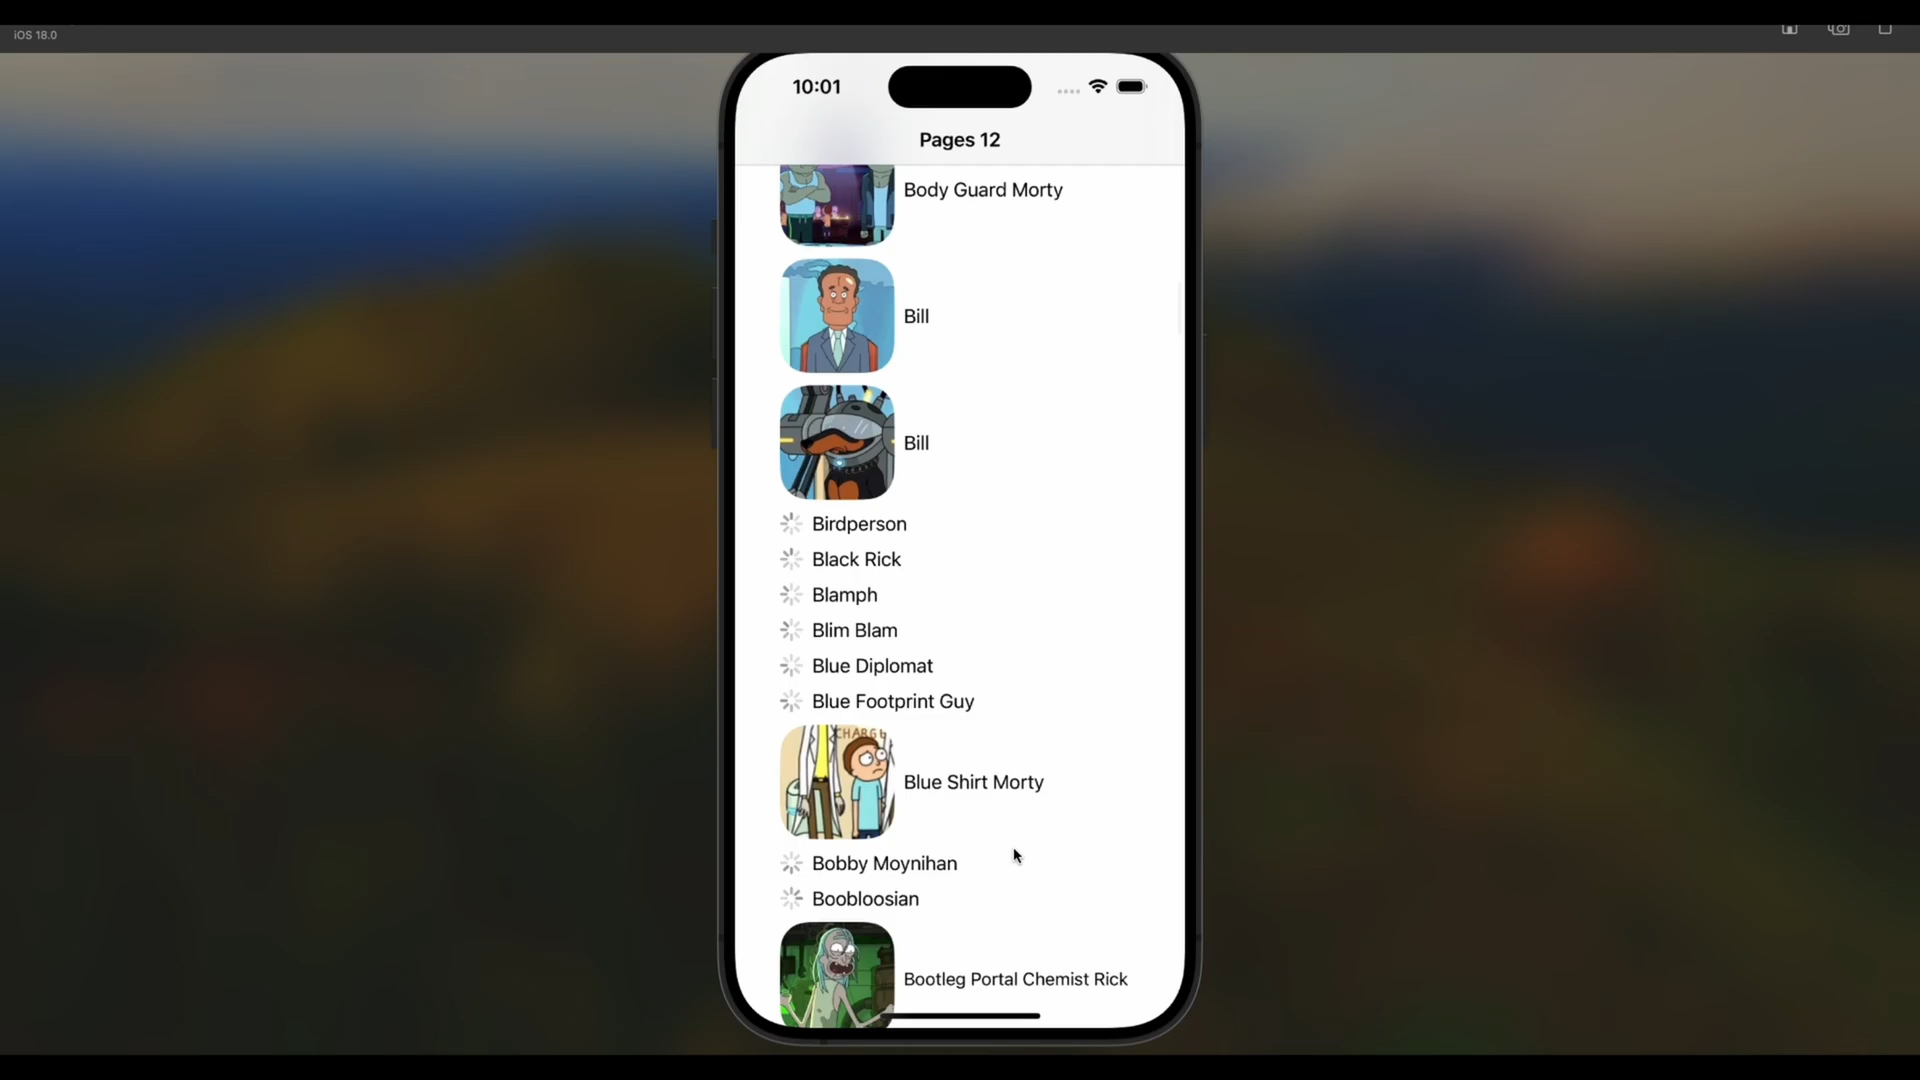 iOS 18.0
10:01
Pages 12
Body Guard Morty
Bill
Bill
Birdperson
Black Rick
Blamph
Blim Blam
Blue Diplomat
Blue Footprint Guy
CHARGE
Blue Shirt Morty
Bobby Moynihan
Boobloosian
Bootleg Portal Chemist Rick